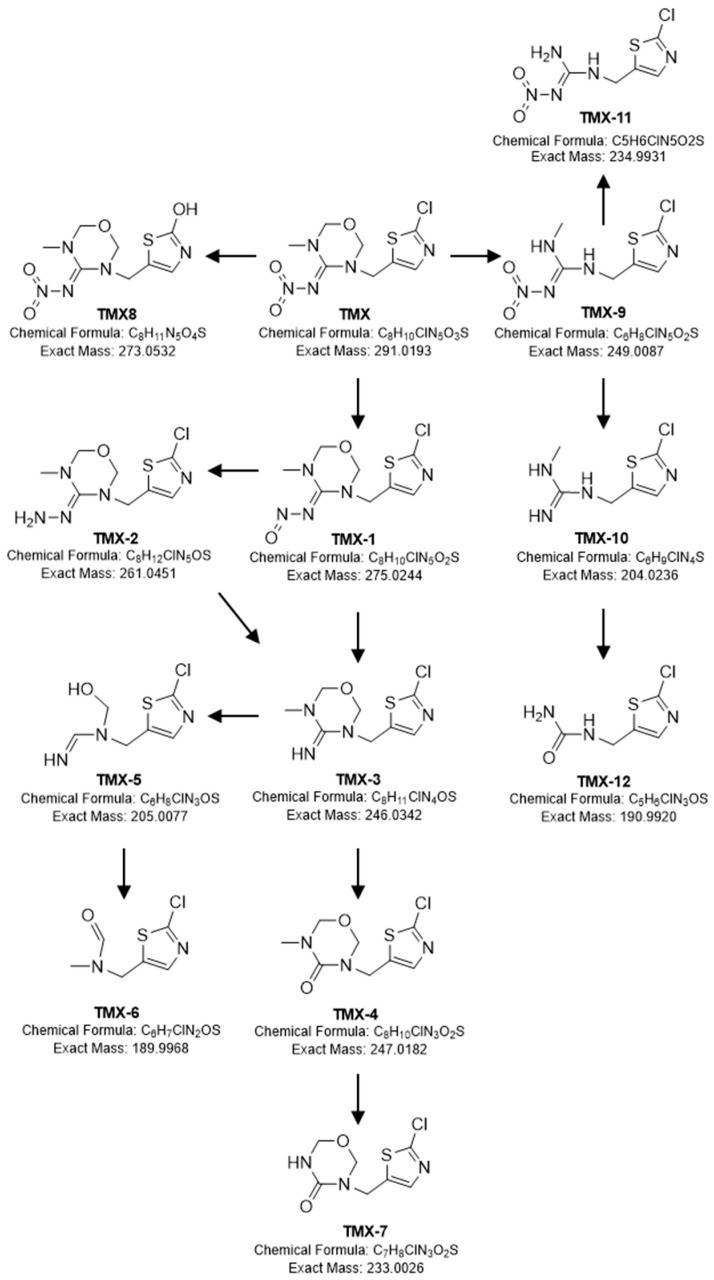 Cl
S
N
H2N
H
N
O
N
N
O
TMX-11
Chemical Formula: C5H6ClN5O2S
Exact Mass: 234.9931
OH
O
S
N
N
N
O
N
N
O
TMX8
Chemical Formula: C₈H₁₁N₅O₄S
Exact Mass: 273.0532
Cl
O
S
N
N
N
O
N
N
O
TMX
Chemical Formula: C₈H₁₀ClN₅O₃S
Exact Mass: 291.0193
Cl
S
N
HN
N
H
O
N
N
O
TMX-9
Chemical Formula: C₆H₈ClN₅O₂S
Exact Mass: 249.0087
Cl
O
S
N
N
N
H₂N
N
TMX-2
Chemical Formula: C₈H₁₂ClN₅OS
Exact Mass: 261.0451
Cl
O
S
N
N
N
N
N
O
TMX-1
Chemical Formula: C₈H₁₀ClN₅O₂S
Exact Mass: 275.0244
Cl
S
N
HN
H
N
HN
TMX-10
Chemical Formula: C₆H₉ClN₄S
Exact Mass: 204.0236
Cl
HO
S
N
N
HN
TMX-5
Chemical Formula: C₆H₈ClN₃OS
Exact Mass: 205.0077
Cl
O
S
N
N
N
HN
TMX-3
Chemical Formula: C₈H₁₁ClN₄OS
Exact Mass: 246.0342
Cl
S
N
H₂N
H
N
O
TMX-12
Chemical Formula: C₅H₆ClN₃OS
Exact Mass: 190.9920
Cl
O
S
N
N
TMX-6
Chemical Formula: C₆H₇ClN₂OS
Exact Mass: 189.9968
Cl
O
S
N
N
N
O
TMX-4
Chemical Formula: C₈H₁₀ClN₃O₂S
Exact Mass: 247.0182
Cl
O
S
N
HN
N
O
TMX-7
Chemical Formula: C₇H₈ClN₃O₂S
Exact Mass: 233.0026